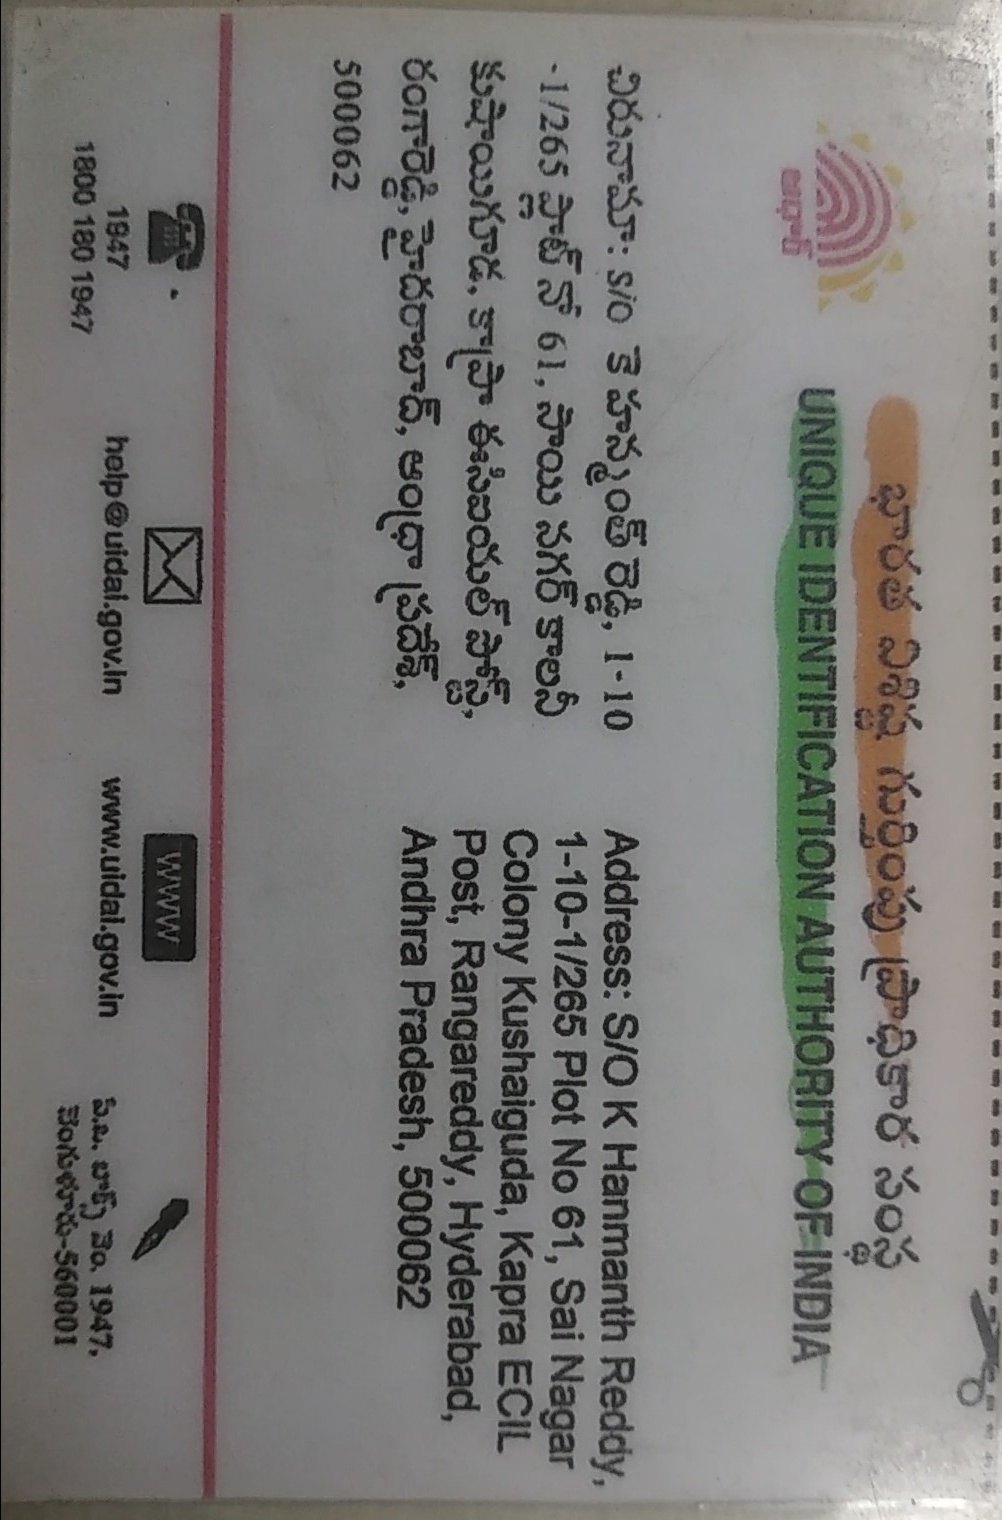 భారత విశిష్ట గుర్తింపు ప్రాధికార సంస్థ
UNIQUE IDENTIFICATION AUTHORITY OF INDIA
ఆధార్
చిరునామా: S/O కె హన్మంత్ రెడ్డి, 1-10
-1/265 ప్లాట్ నో 61, సాయి నగర్ కాలనీ
కుషాయిగూడ, కాప్రా ఈసిఐయల్ పోస్ట్,
రంగారెడ్డి, హైదరాబాద్, ఆంధ్రా ప్రదేశ్,
500062
Address: S/O K Hanmanth Reddy,
1-10-1/265 Plot No 61, Sai Nagar
Colony Kushaiguda, Kapra ECIL
Post, Rangareddy, Hyderabad,
Andhra Pradesh, 500062
1947
1800 180 1947
help@uidai.gov.in
WWW
www.uidai.gov.in
పి.ఒ. బాక్స్ నెం. 1947,
బెంగుళూరు-560001